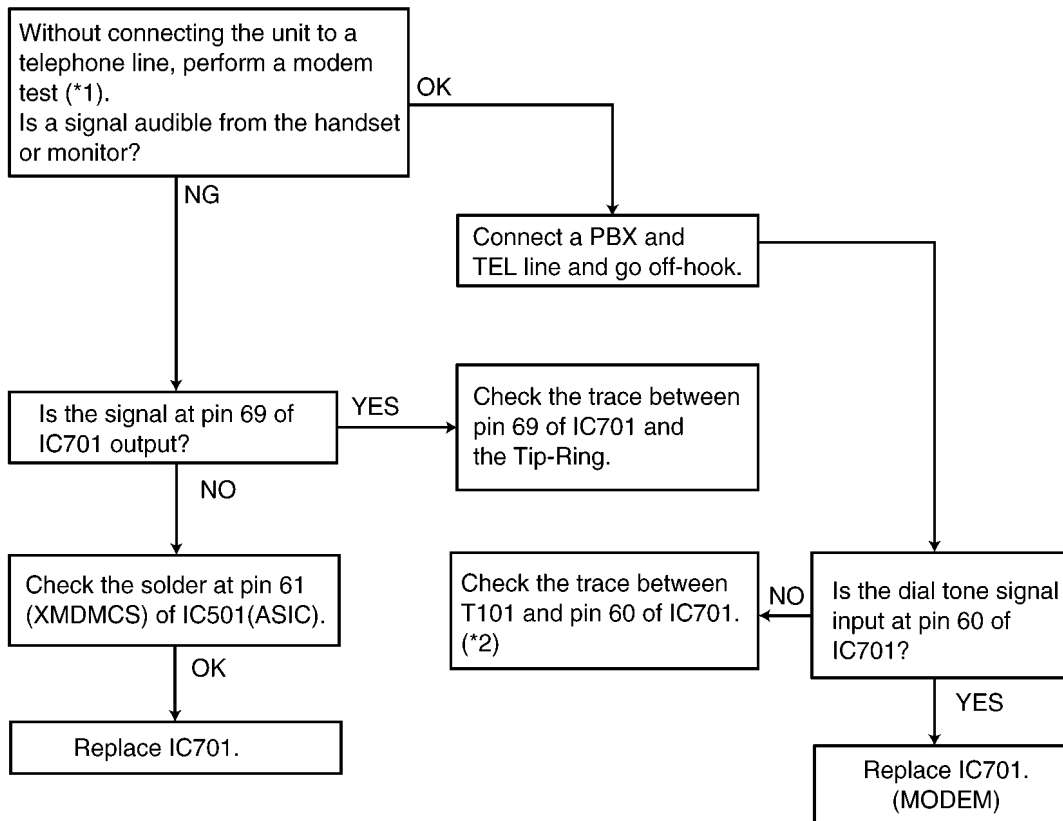 Without connecting the unit to a
telephone line, perform a modem
test (*1).
Is a signal audible from the handset
or monitor?
OK
NG
Connect a PBX and
TEL line and go off-hook.
Is the signal at pin 69 of
IC701 output?
YES
Check the trace between
pin 69 of IC701 and
the Tip-Ring.
NO
Check the solder at pin 61
(XMDMCS) of IC501(ASIC).
OK
Replace IC701.
Check the trace between
T101 and pin 60 of IC701.
(*2)
NO
Is the dial tone signal
input at pin 60 of
IC701?
YES
Replace IC701.
(MODEM)